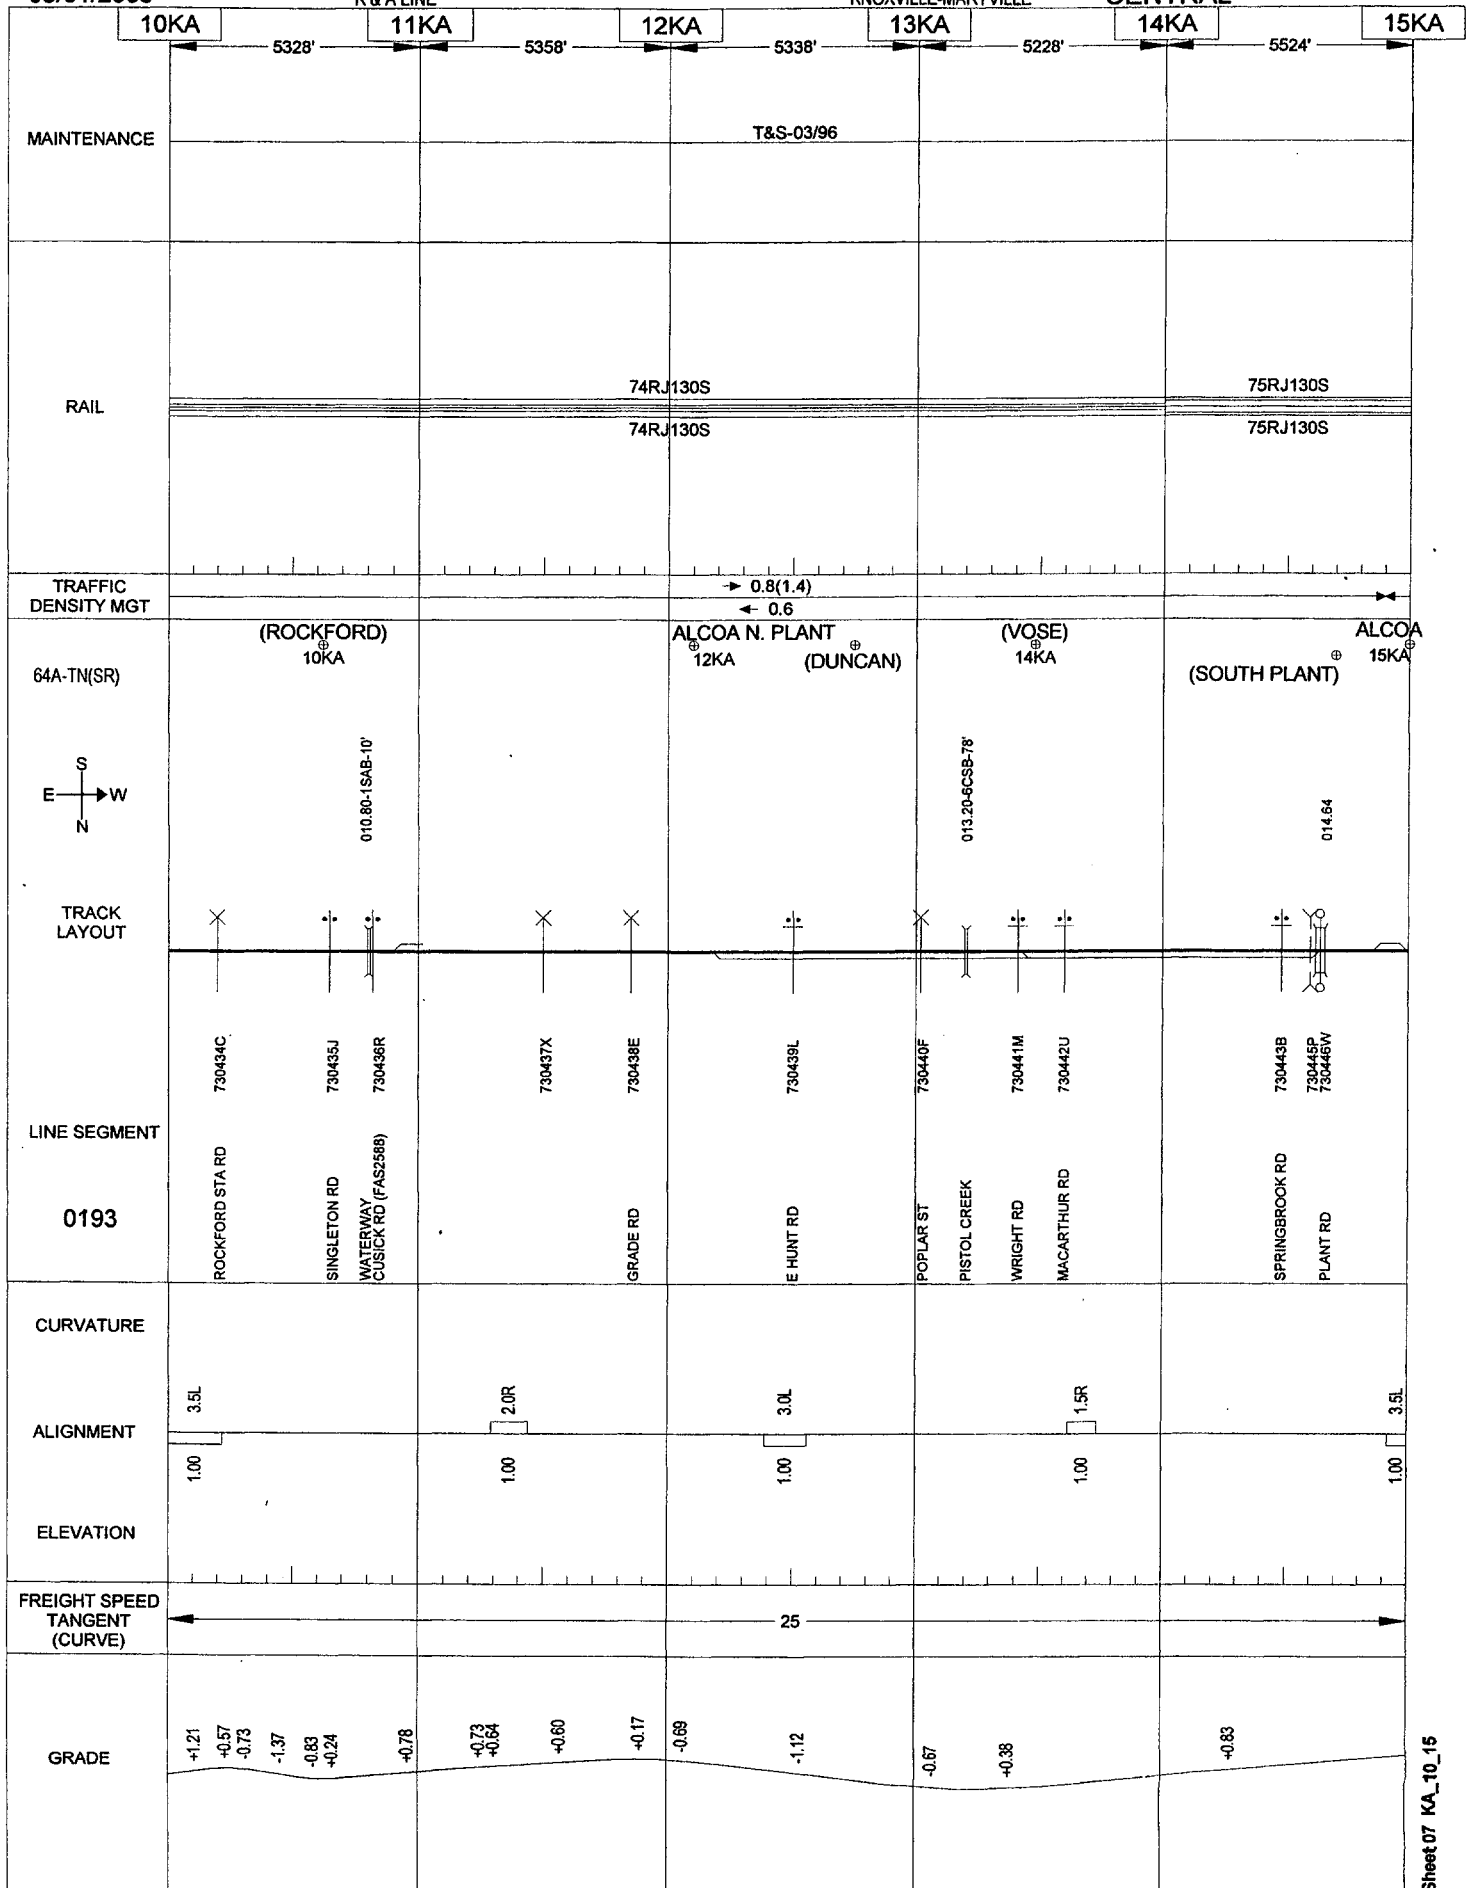 K & A LINE KNOXVILLE-MARYVILLE CENTRAL
10KA 11KA 12KA 13KA 14KA 15KA
5328' 5358' 5338' 5228' 5524'
MAINTENANCE
T&S-03/96
RAIL
74RJ130S 75RJ130S
74RJ130S 75RJ130S
TRAFFIC
DENSITY MGT
0.8(1.4)
0.6
64A-TN(SR)
(ROCKFORD)
10KA
ALCOA N. PLANT
12KA
(DUNCAN)
(VOSE)
14KA
(SOUTH PLANT)
ALCOA
15KA
S
E W
N
010.80-1SAB-10'
013.20-6CSB-78'
014.64
TRACK
LAYOUT
730434C
730435J
730436R
730437X
730438E
730439L
730440F
730441M
730442U
730443B
730445P
730446W
LINE SEGMENT
0193
ROCKFORD STA RD
SINGLETON RD
WATERWAY
CUSICK RD (FAS2588)
GRADE RD
E HUNT RD
POPLAR ST
PISTOL CREEK
WRIGHT RD
MACARTHUR RD
SPRINGBROOK RD
PLANT RD
CURVATURE
3.5L 2.0R 3.0L 1.5R 3.5L
ALIGNMENT
1.00 1.00 1.00 1.00 1.00
ELEVATION
FREIGHT SPEED
TANGENT
(CURVE)
25
GRADE
+1.21
+0.57
-0.73
-1.37
-0.83
+0.24
+0.78
+0.73
+0.64
+0.60
+0.17
-0.69
-1.12
-0.67
+0.38
+0.83
Sheet 07 KA_10_15